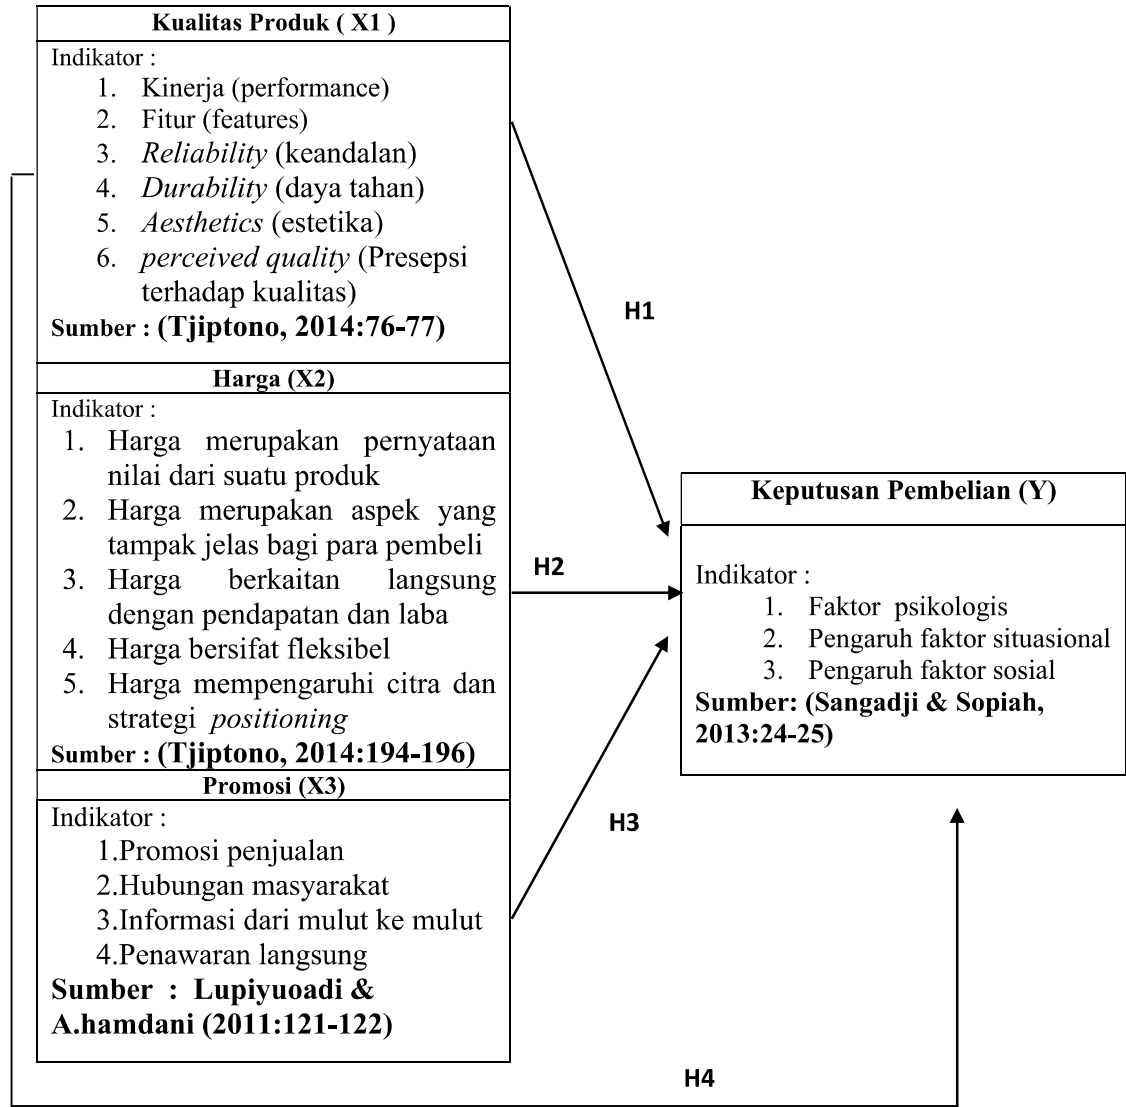 Kualitas Produk ( X1 )
Indikator :
1. Kinerja (performance)
2. Fitur (features)
3. Reliability (keandalan)
4. Durability (daya tahan)
5. Aesthetics (estetika)
6. perceived quality (Presepsi
terhadap kualitas)
Sumber : (Tjiptono, 2014:76-77)
Harga (X2)
Indikator :
1. Harga merupakan pernyataan
nilai dari suatu produk
2. Harga merupakan aspek yang
tampak jelas bagi para pembeli
3. Harga berkaitan langsung
dengan pendapatan dan laba
4. Harga bersifat fleksibel
5. Harga mempengaruhi citra dan
strategi positioning
Sumber : (Tjiptono, 2014:194-196)
Promosi (X3)
Indikator :
1.Promosi penjualan
2.Hubungan masyarakat
3.Informasi dari mulut ke mulut
4.Penawaran langsung
Sumber : Lupiyuoadi &
A.hamdani (2011:121-122)
H1
H2
H3
H4
Keputusan Pembelian (Y)
Indikator :
1. Faktor psikologis
2. Pengaruh faktor situasional
3. Pengaruh faktor sosial
Sumber: (Sangadji & Sopiah,
2013:24-25)